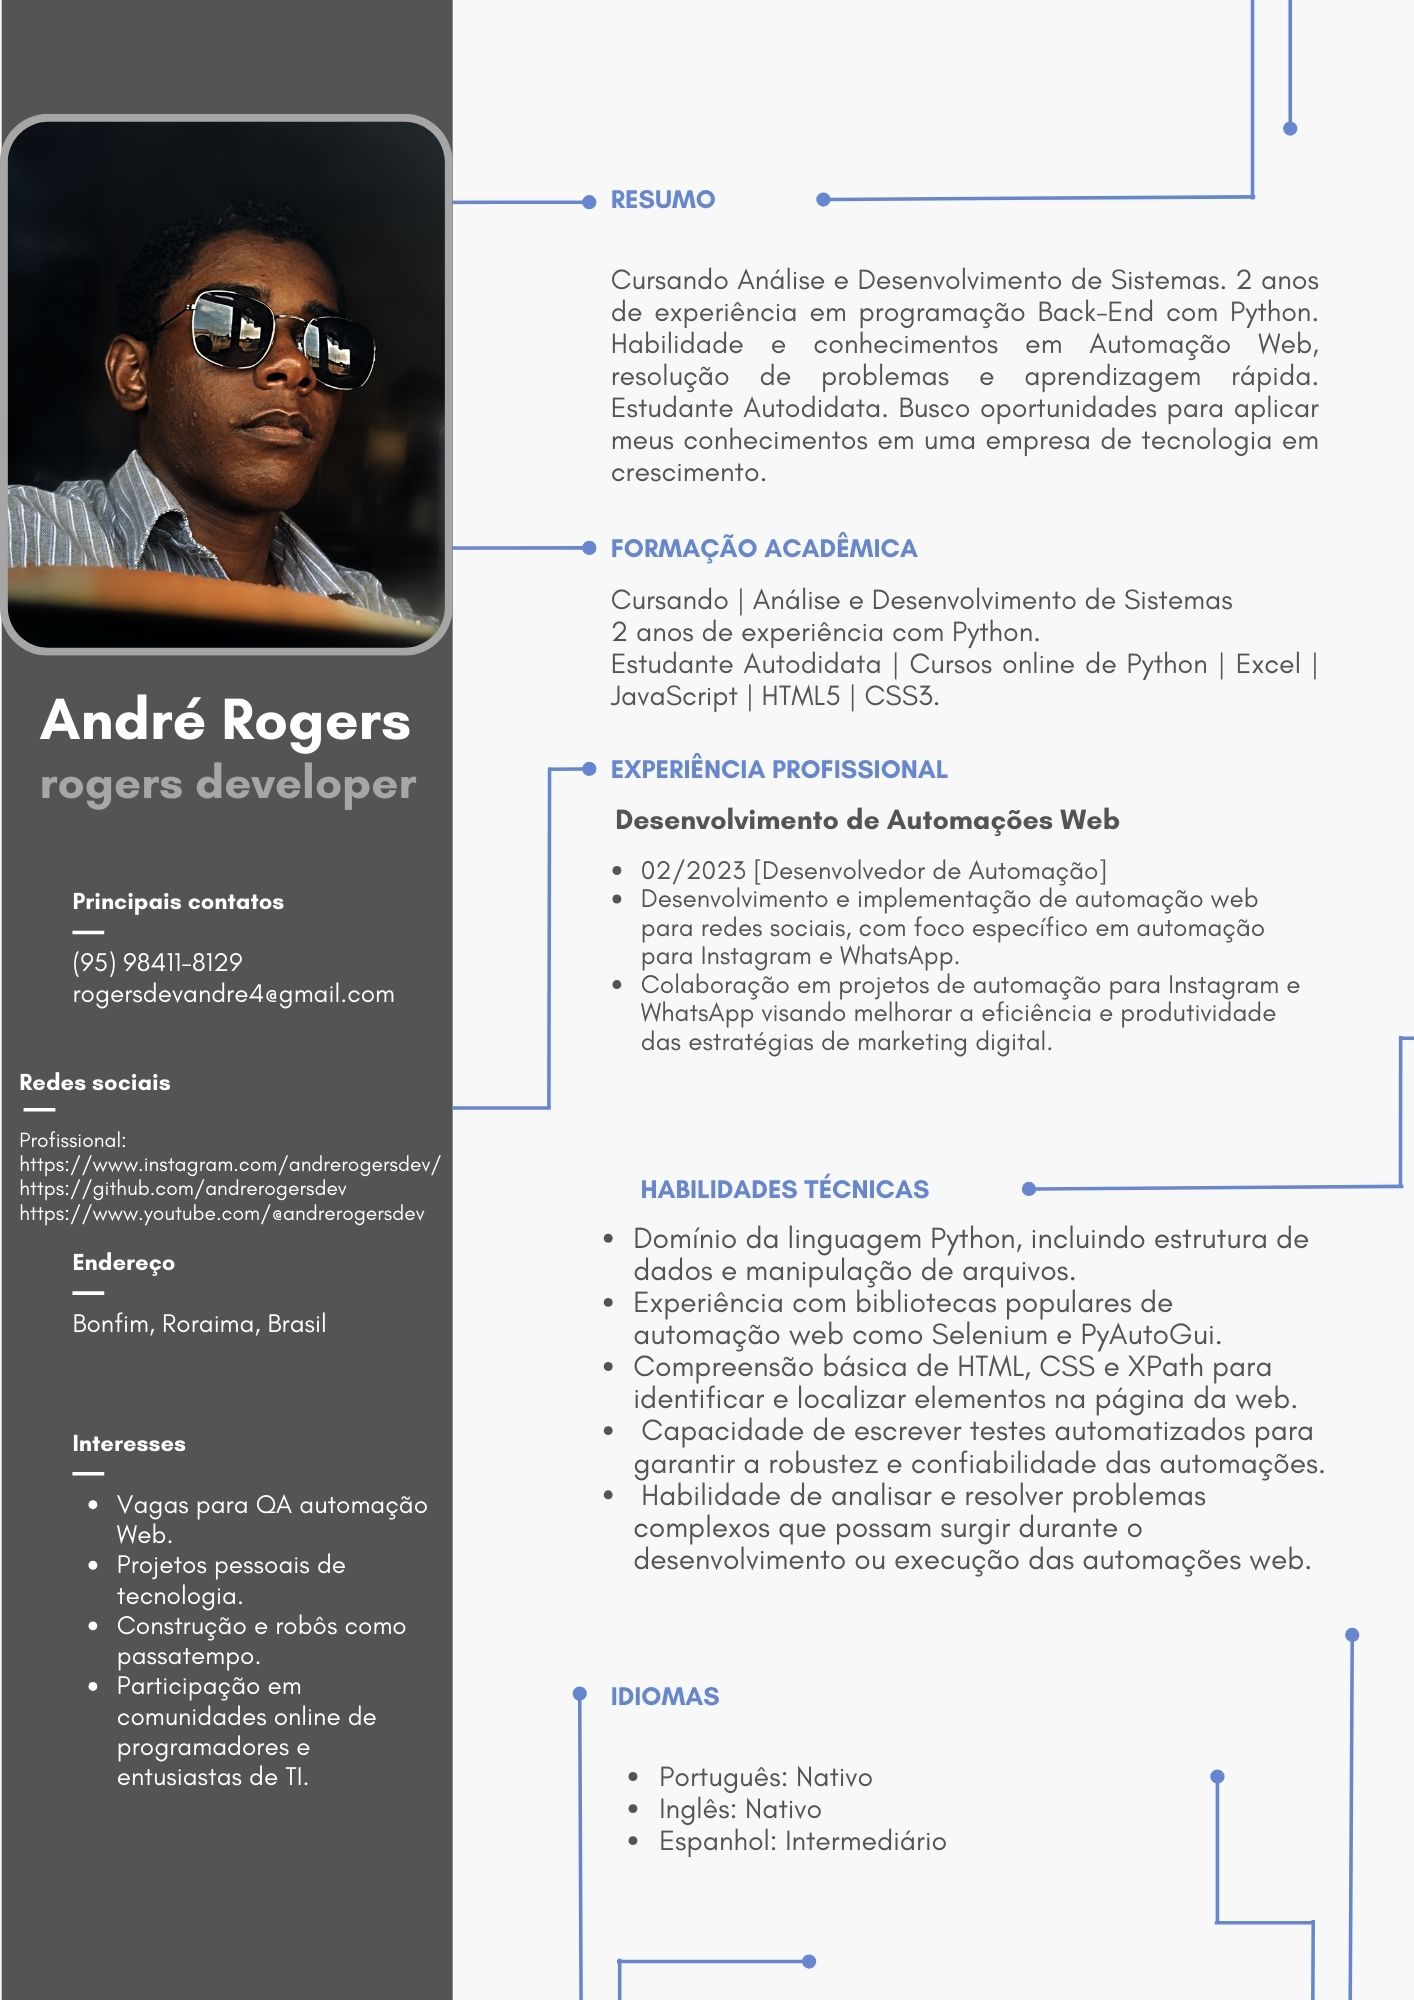 André Rogers
rogers developer
Principais contatos
(95) 98411-8129
rogersdevandre4@gmail.com
Redes sociais
Profissional:
https://www.instagram.com/andrerogersdev/
https://github.com/andrerogersdev
https://www.youtube.com/@andrerogersdev
Endereço
Bonfim, Roraima, Brasil
Interesses
• Vagas para QA automação
Web.
• Projetos pessoais de
tecnologia.
• Construção e robôs como
passatempo.
• Participação em
comunidades online de
programadores e
entusiastas de TI.
RESUMO
Cursando Análise e Desenvolvimento de Sistemas. 2 anos
de experiência em programação Back-End com Python.
Habilidade e conhecimentos em Automação Web,
resolução de problemas e aprendizagem rápida.
Estudante Autodidata. Busco oportunidades para aplicar
meus conhecimentos em uma empresa de tecnologia em
crescimento.
FORMAÇÃO ACADÊMICA
Cursando | Análise e Desenvolvimento de Sistemas
2 anos de experiência com Python.
Estudante Autodidata | Cursos online de Python | Excel |
JavaScript | HTML5 | CSS3.
EXPERIÊNCIA PROFISSIONAL
Desenvolvimento de Automações Web
• 02/2023 [Desenvolvedor de Automação]
• Desenvolvimento e implementação de automação web
para redes sociais, com foco específico em automação
para Instagram e WhatsApp.
• Colaboração em projetos de automação para Instagram e
WhatsApp visando melhorar a eficiência e produtividade
das estratégias de marketing digital.
HABILIDADES TÉCNICAS
• Domínio da linguagem Python, incluindo estrutura de
dados e manipulação de arquivos.
• Experiência com bibliotecas populares de
automação web como Selenium e PyAutoGui.
• Compreensão básica de HTML, CSS e XPath para
identificar e localizar elementos na página da web.
• Capacidade de escrever testes automatizados para
garantir a robustez e confiabilidade das automações.
• Habilidade de analisar e resolver problemas
complexos que possam surgir durante o
desenvolvimento ou execução das automações web.
IDIOMAS
• Português: Nativo
• Inglês: Nativo
• Espanhol: Intermediário